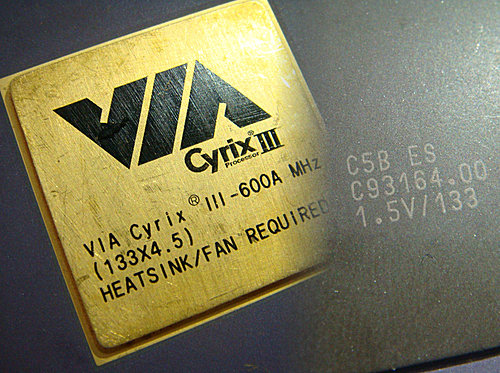 VIA
Cyrix® III
Processor
VIA Cyrix ® III-600A MHz
(133X4.5)
HEATSINK/FAN REQUIRED
C5B ES
C93164.00
1.5V/133